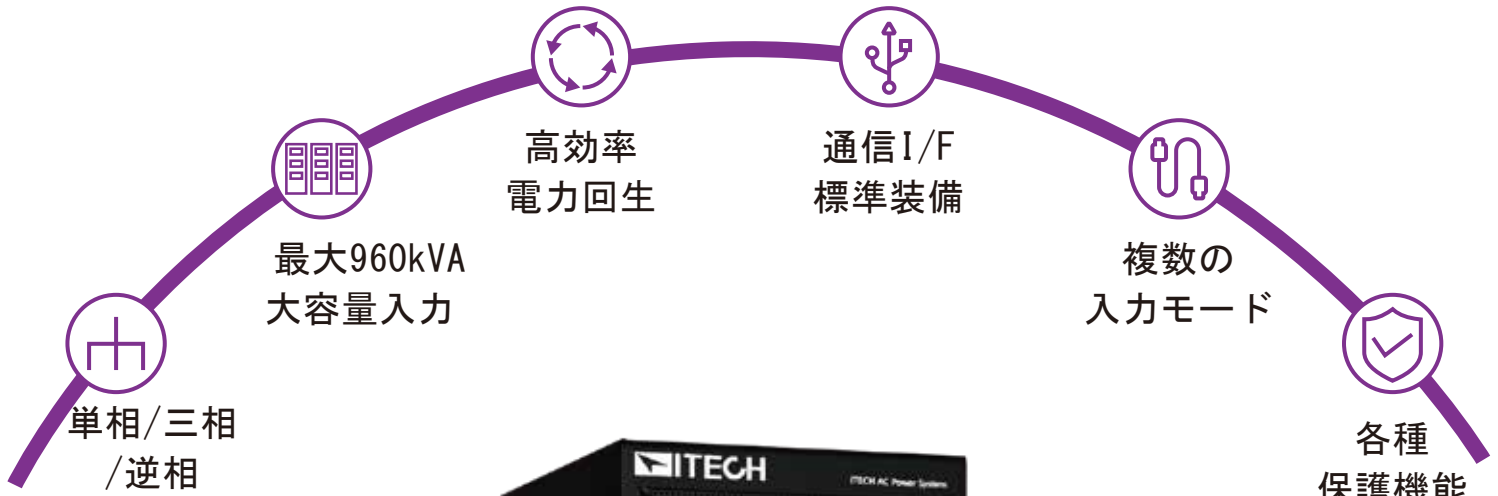 高効率
電力回生
通信I/F
標準装備
最大960kVA
大容量入力
複数の
入力モード
単相/三相
/逆相
各種
保護機能
ITECH
ITECH AC Power System